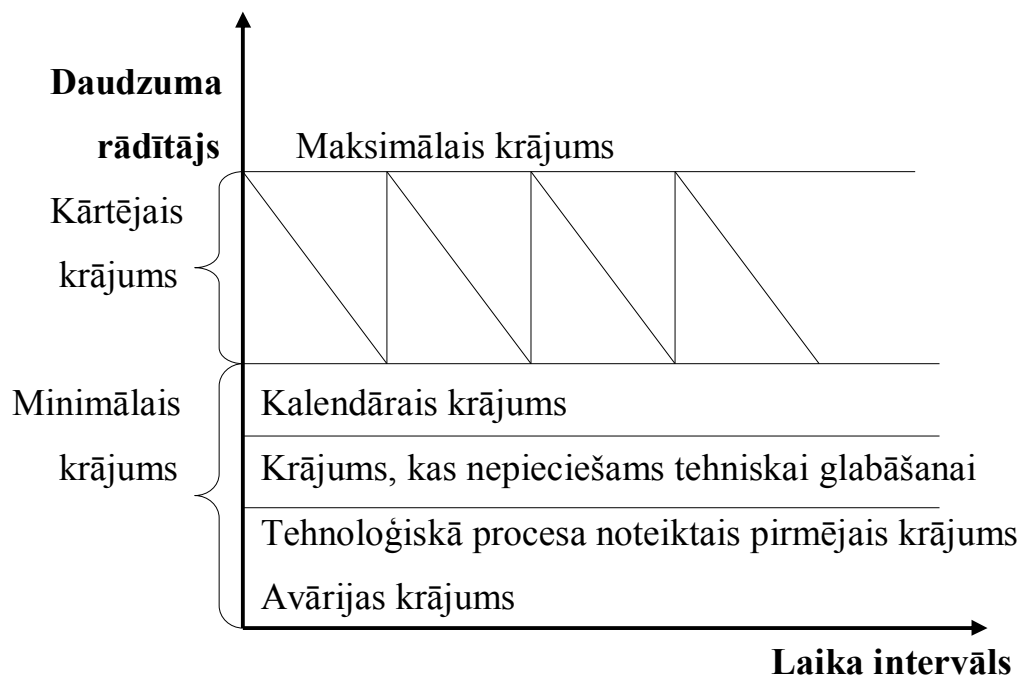 Daudzuma
rādītājs
Maksimālais krājums
Kārtējais
krājums
Minimālais
krājums
Kalendārais krājums
Krājums, kas nepieciešams tehniskai glabāšanai
Tehnoloģiskā procesa noteiktais pirmējais krājums
Avārijas krājums
Laika intervāls